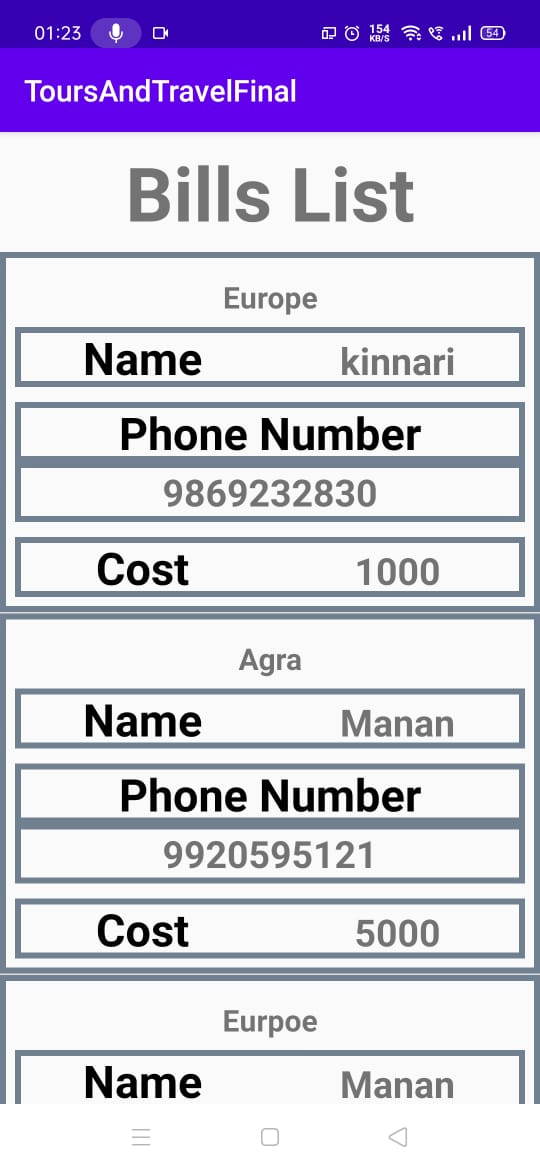 01:23 154 KB/S 54
ToursAndTravelFinal
Bills List
Europe
Name kinnari
Phone Number
9869232830
Cost 1000
Agra
Name Manan
Phone Number
9920595121
Cost 5000
Eurpoe
Name Manan